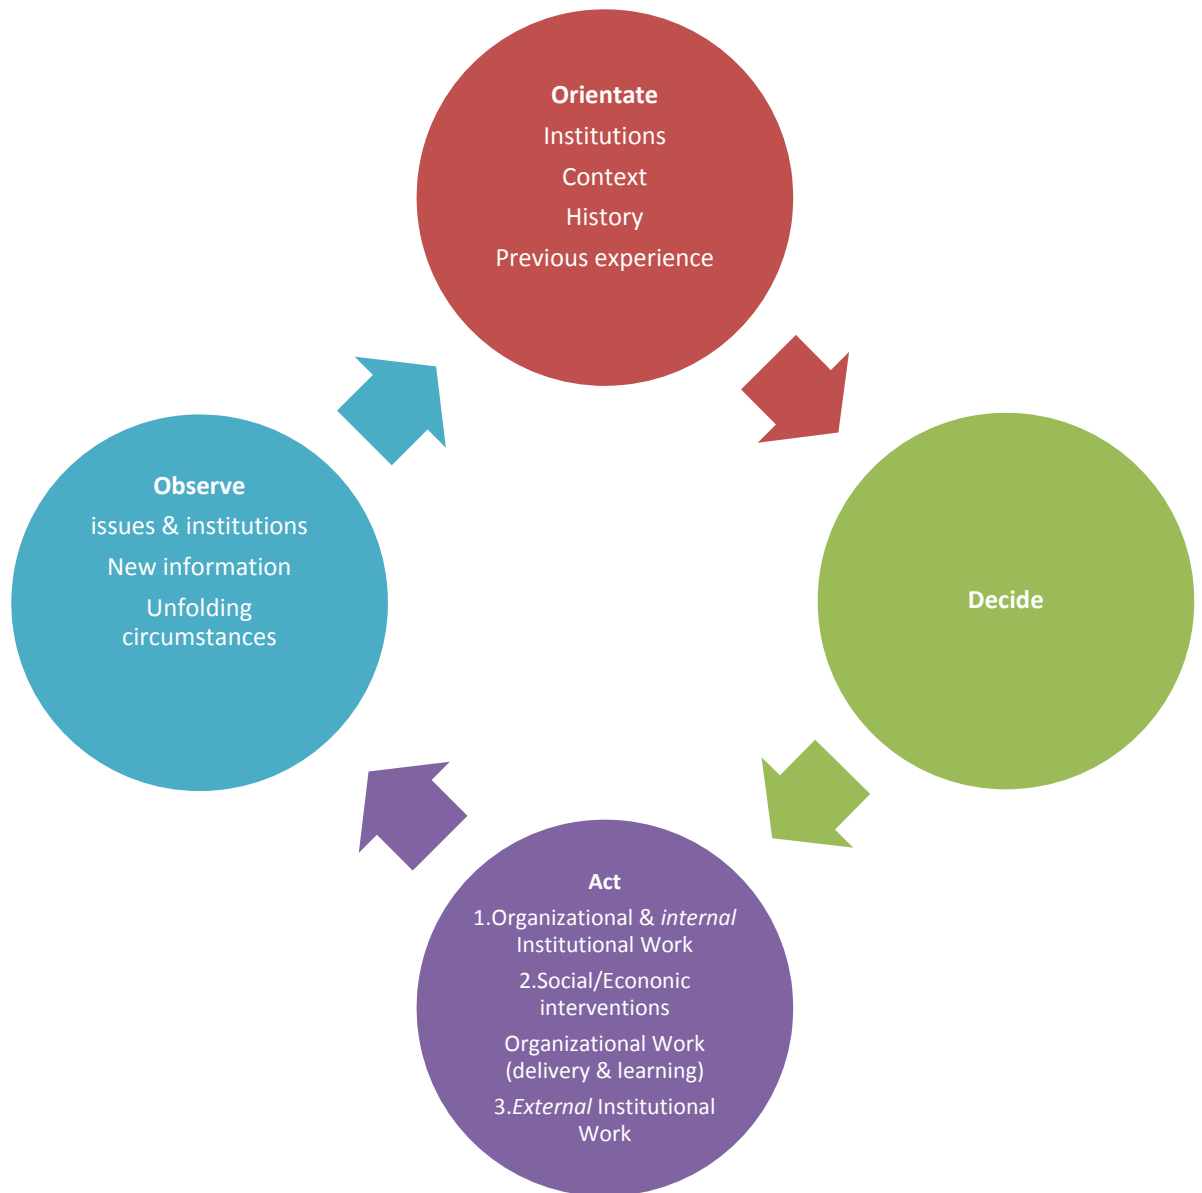 Orientate
Institutions
Context
History
Previous experience
Observe
issues & institutions
New information
Unfolding
circumstances
Decide
Act
1.Organizational & internal
Institutional Work
2.Social/Econonic
interventions
Organizational Work
(delivery & learning)
3.External Institutional
Work